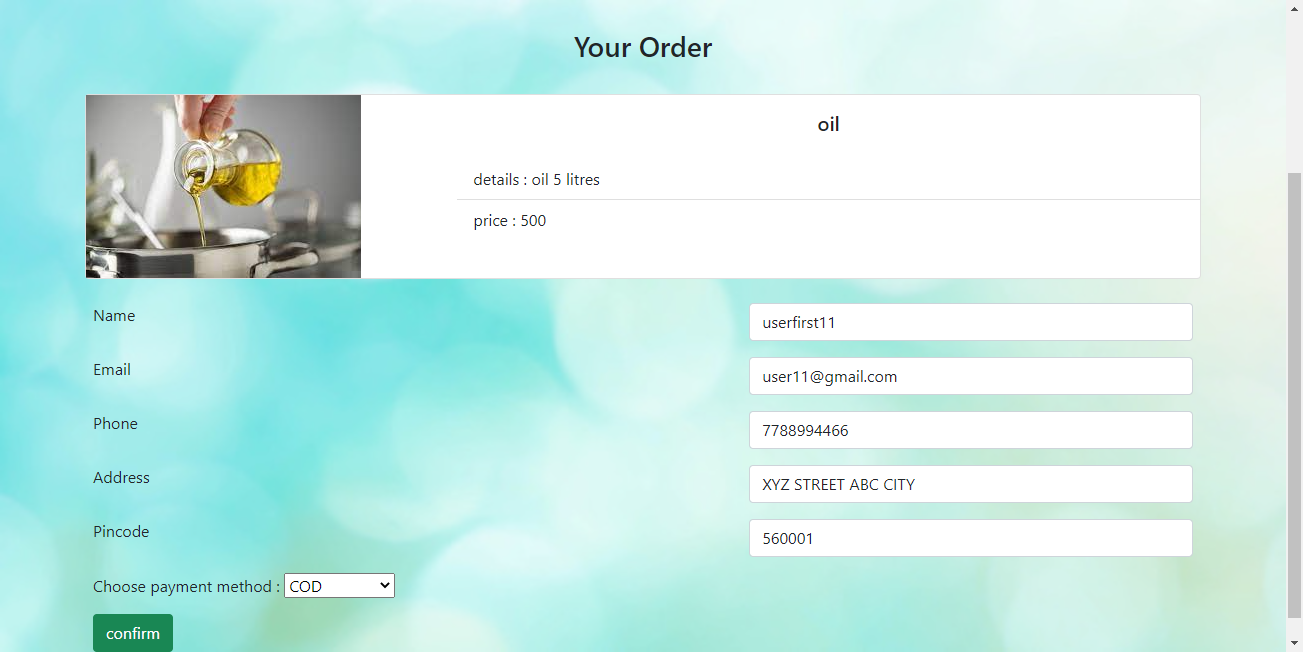 Your Order
oil
details : oil 5 litres
price : 500
Name
userfirst11
Email
user11@gmail.com
Phone
7788994466
Address
XYZ STREET ABC CITY
Pincode
560001
Choose payment method : COD
confirm